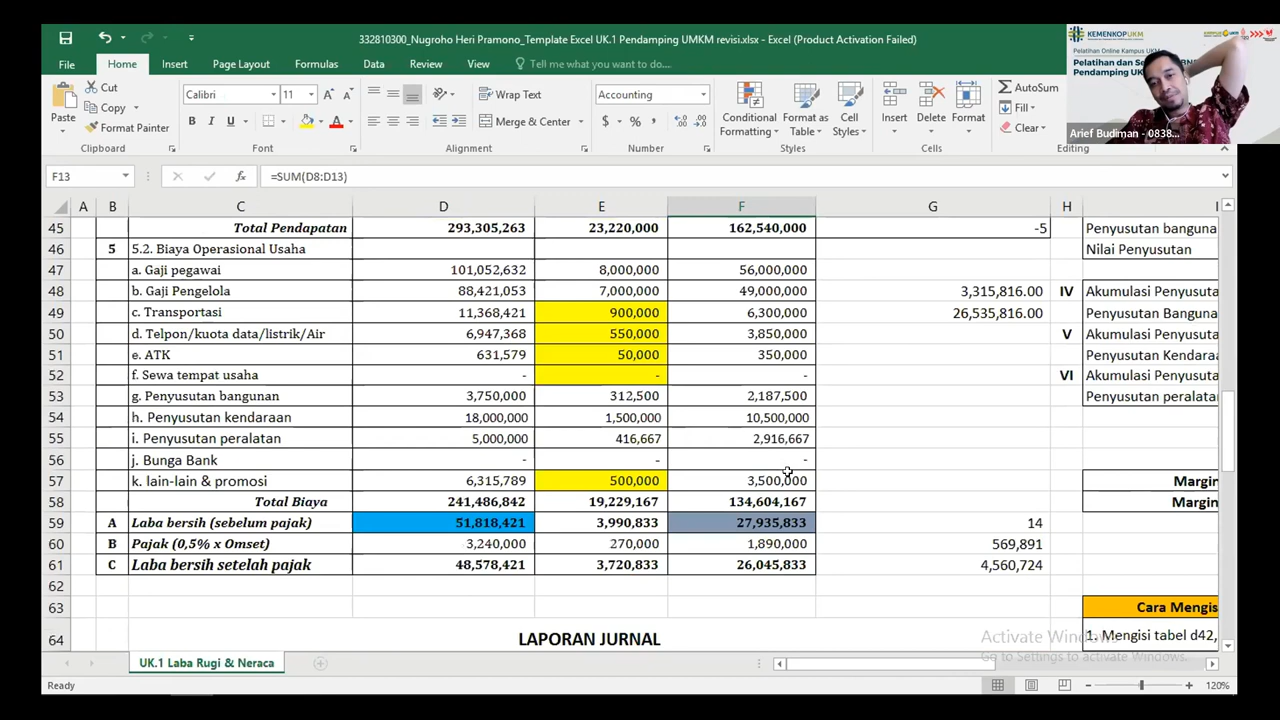 332810300_Nugroho Heri Pramono_Template Excel UK.1 Pendamping UMKM revisi.xlsx - Excel (Product Activation Failed)
KEMENKOPUKM
Pelatihan Online Kampus UKM
Pelatihan dan Se
Pendamping UK
Arief Budiman - 0838...
File Home Insert Page Layout Formulas Data Review View Tell me what you want to do...
Cut
Copy
Format Painter
Paste
Clipboard
Calibri 11
B I U
Font
Wrap Text
Merge & Center
Alignment
Accounting
$ % ,
Number
Conditional Formatting
Format as Table
Cell Styles
Styles
Insert Delete Format
Cells
AutoSum
Fill
Clear
Editing
F13 fx =SUM(D8:D13)
A B C D E F G H I
45 Total Pendapatan 293,305,263 23,220,000 162,540,000 -5 Penyusutan banguna
46 5 5.2. Biaya Operasional Usaha Nilai Penyusutan
47 a. Gaji pegawai 101,052,632 8,000,000 56,000,000
48 b. Gaji Pengelola 88,421,053 7,000,000 49,000,000 3,315,816.00 IV Akumulasi Penyusuta
49 c. Transportasi 11,368,421 900,000 6,300,000 26,535,816.00 Penyusutan Banguna
50 d. Telpon/kuota data/listrik/Air 6,947,368 550,000 3,850,000 V Akumulasi Penyusuta
51 e. ATK 631,579 50,000 350,000 Penyusutan Kendaraa
52 f. Sewa tempat usaha - - - VI Akumulasi Penyusuta
53 g. Penyusutan bangunan 3,750,000 312,500 2,187,500 Penyusutan peralatan
54 h. Penyusutan kendaraan 18,000,000 1,500,000 10,500,000
55 i. Penyusutan peralatan 5,000,000 416,667 2,916,667
56 j. Bunga Bank - - -
57 k. lain-lain & promosi 6,315,789 500,000 3,500,000 Margin
58 Total Biaya 241,486,842 19,229,167 134,604,167 Margin
59 A Laba bersih (sebelum pajak) 51,818,421 3,990,833 27,935,833 14
60 B Pajak (0,5% x Omset) 3,240,000 270,000 1,890,000 569,891
61 C Laba bersih setelah pajak 48,578,421 3,720,833 26,045,833 4,560,724
62
63 Cara Mengis
64 LAPORAN JURNAL 1. Mengisi tabel d42,
Activate Windows
Go to Settings to activate Windows.
UK.1 Laba Rugi & Neraca
Ready 120%